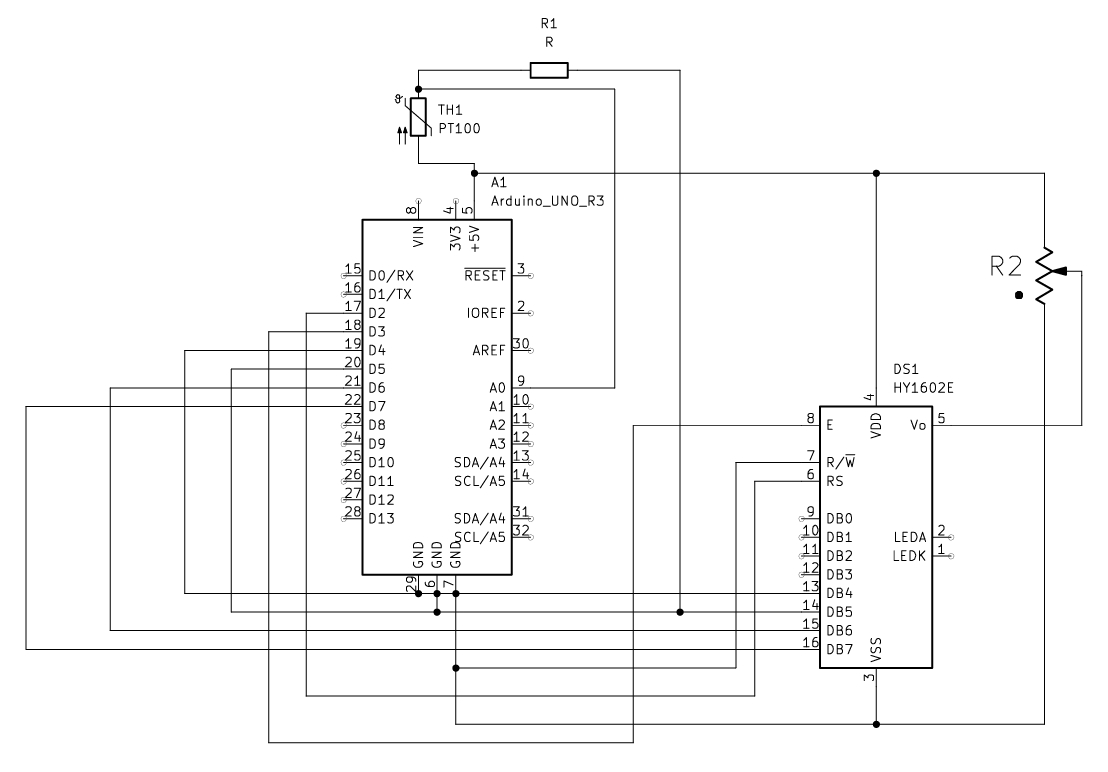 R1
R
TH1
PT100
A1
Arduino_UNO_R3
8
4
5
VIN
3V3
+5V
15 D0/RX RESET 3
16 D1/TX
17 D2 IOREF 2
18 D3
19 D4 AREF 30
20 D5
21 D6 A0 9
22 D7 A1 10
23 D8 A2 11
24 D9 A3 12
25 D10 SDA/A4 13
26 D11 SCL/A5 14
27 D12
28 D13 SDA/A4 31
SCL/A5 32
GND
GND
GND
29
6
7
R2
DS1
HY1602E
4
VDD
8 E Vo 5
7 R/W
6 RS
9 DB0
10 DB1 LEDA 2
11 DB2 LEDK 1
12 DB3
13 DB4
14 DB5
15 DB6
16 DB7
VSS
3